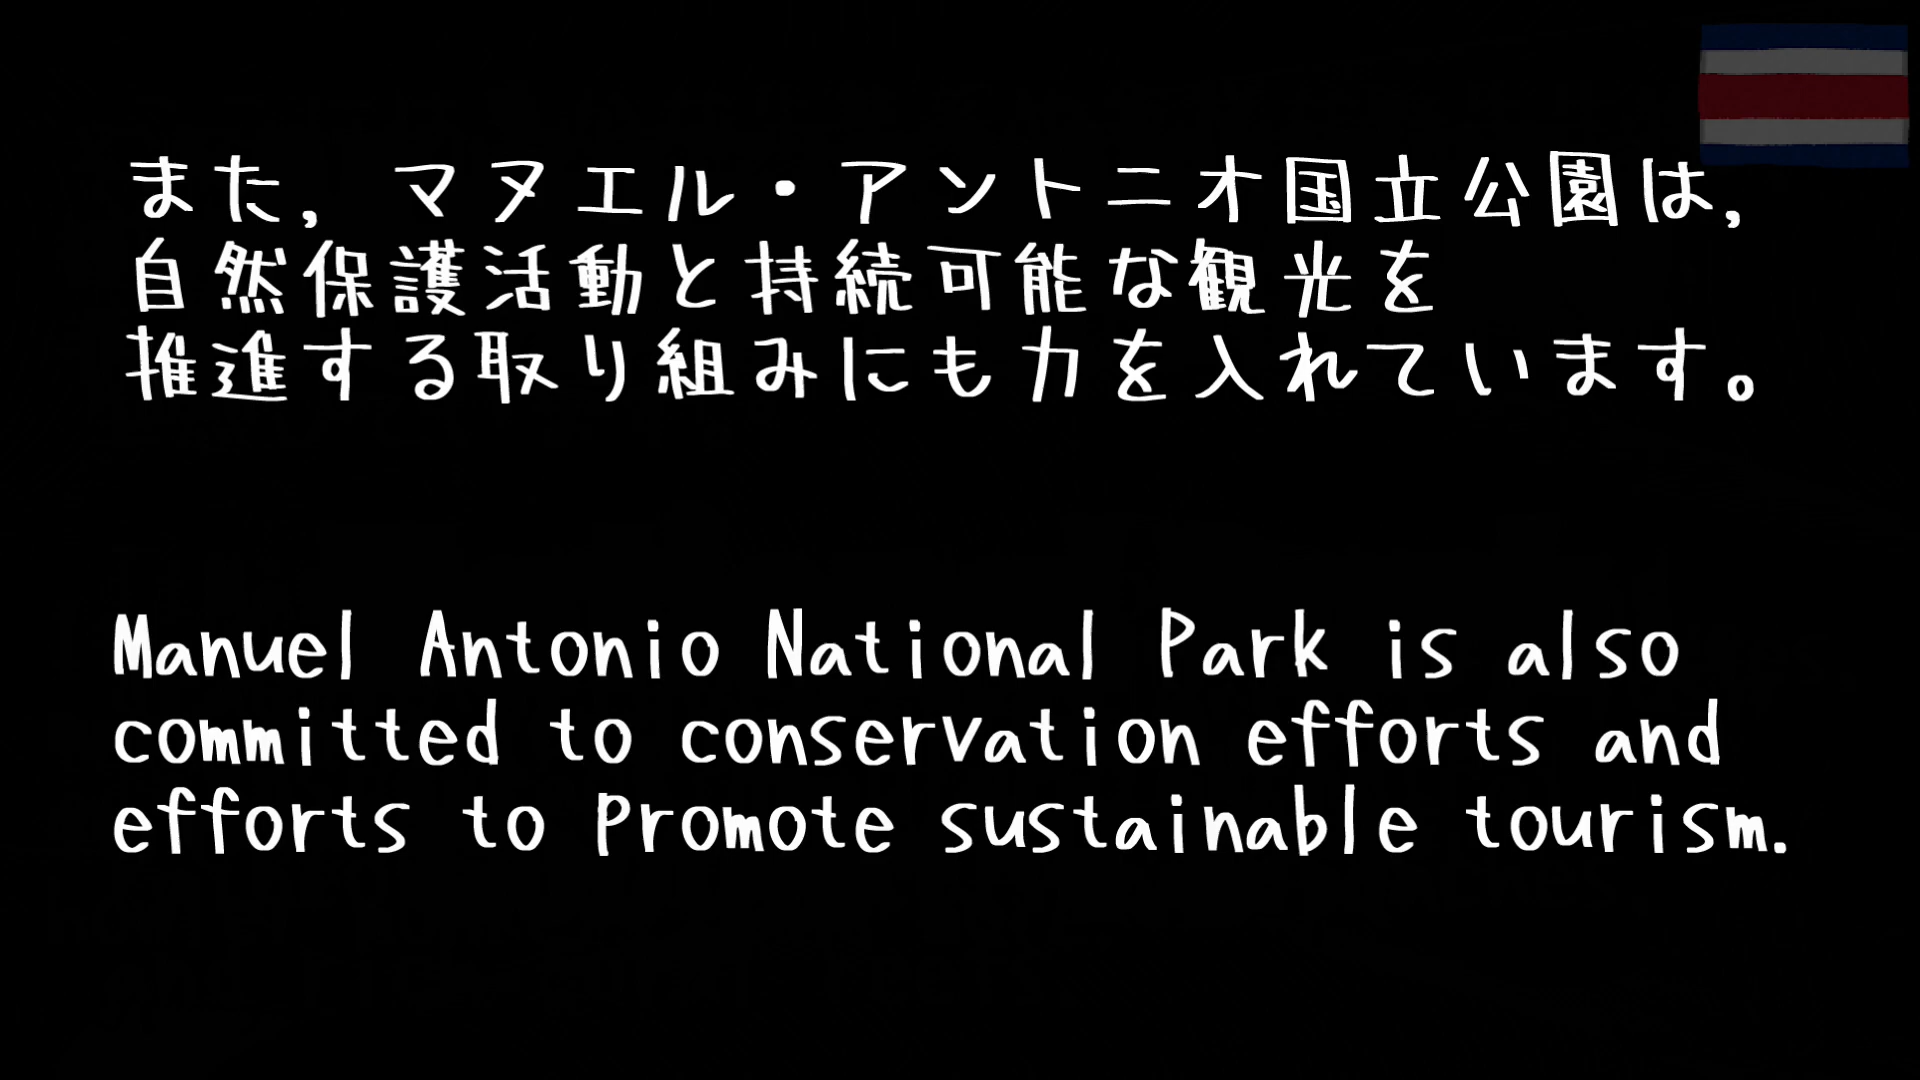 また，マヌエル・アントニオ国立公園は，
自然保護活動と持続可能な観光を
推進する取り組みにも力を入れています。
Manuel Antonio National Park is also
committed to conservation efforts and
efforts to promote sustainable tourism.